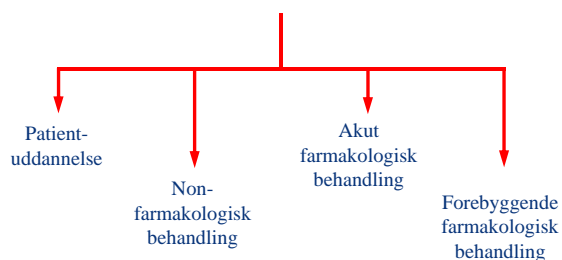 Patient-
uddannelse
Non-
farmakologisk
behandling
Akut
farmakologisk
behandling
Forebyggende
farmakologisk
behandling